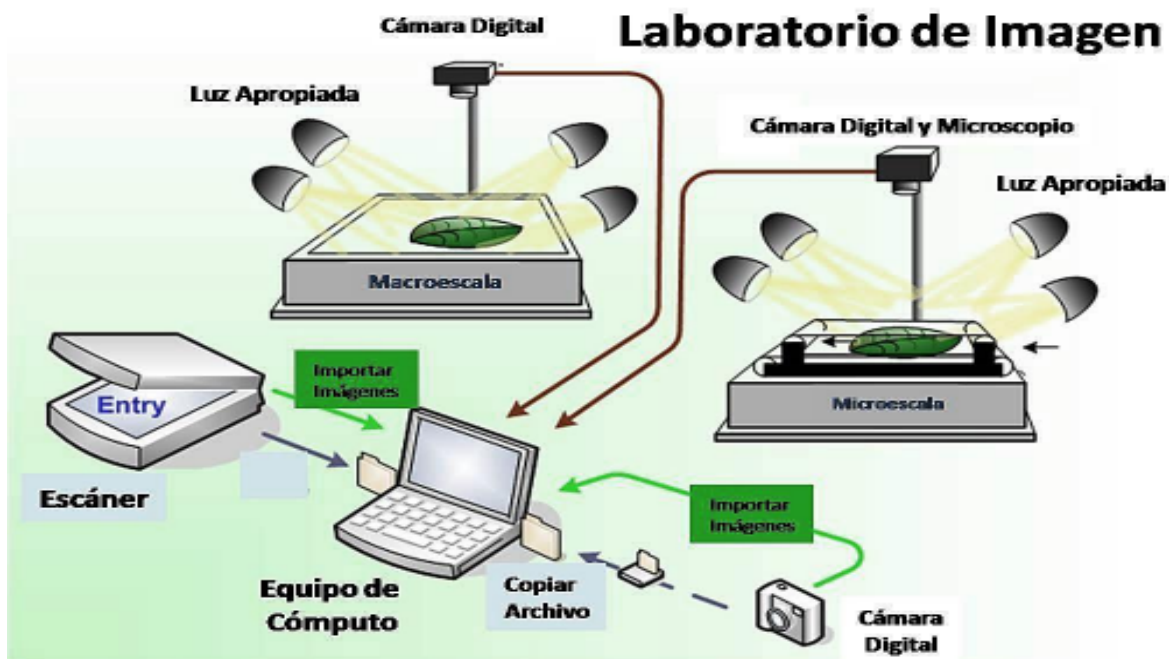 Laboratorio de Imagen
Cámara Digital
Luz Apropiada
Cámara Digital y Microscopio
Luz Apropiada
Macroescala
Microescala
Importar
Imágenes
Entry
Escáner
Importar
Imágenes
Equipo de
Cómputo
Copiar
Archivo
Cámara
Digital